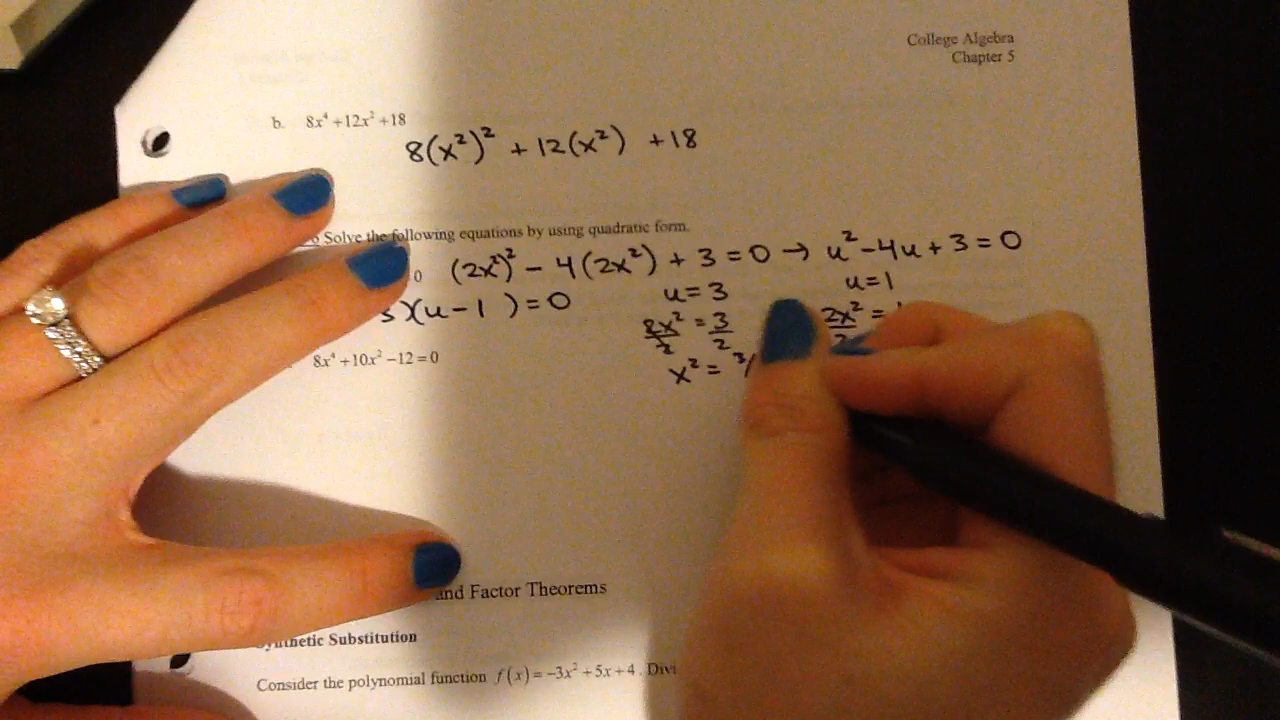 College Algebra
Chapter 5
b. 8x⁴ +12x² +18
8(x²)² + 12(x²) + 18
Solve the following equations by using quadratic form.
0 (2x²)² - 4(2x²) + 3 = 0 → u² - 4u + 3 = 0
)(u - 1 ) = 0
u = 3
u = 1
2x²/2 = 3/2
2x²/2 =
x² = 3/
8x⁴ +10x² −12 = 0
and Factor Theorems
Synthetic Substitution
Consider the polynomial function f(x) = −3x² +5x+4. Divi